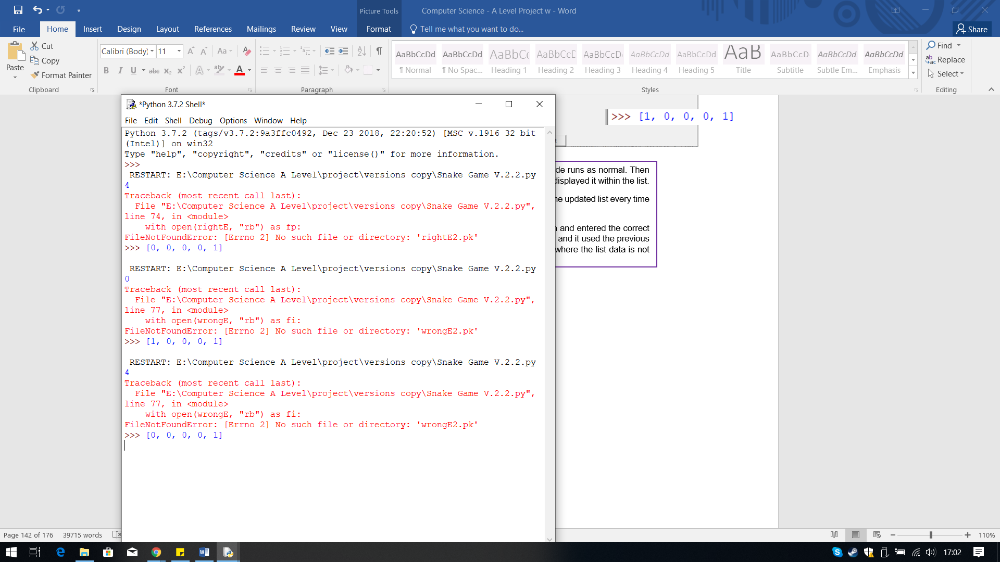 Picture Tools
Computer Science - A Level Project w - Word
File Home Insert Design Layout References Mailings Review View Format Tell me what you want to do... Share
Paste
Cut
Copy
Format Painter
Clipboard
Calibri (Body) 11
Font
Paragraph
AaBbCcDd AaBbCcDd AaBbC AaBbCcD AaBbCcD AaBbCcDd AaBbCcDd AaB AaBbCcD AaBbCcDd AaBbCcDd
¶ Normal ¶ No Spac... Heading 1 Heading 2 Heading 3 Heading 4 Heading 5 Title Subtitle Subtle Em... Emphasis
Styles
Find
Replace
Select
Editing
*Python 3.7.2 Shell*
File Edit Shell Debug Options Window Help
Python 3.7.2 (tags/v3.7.2:9a3ffc0492, Dec 23 2018, 22:20:52) [MSC v.1916 32 bit
(Intel)] on win32
Type "help", "copyright", "credits" or "license()" for more information.
>>>
RESTART: E:\Computer Science A Level\project\versions copy\Snake Game V.2.2.py
4
Traceback (most recent call last):
File "E:\Computer Science A Level\project\versions copy\Snake Game V.2.2.py",
line 74, in <module>
with open(rightE, "rb") as fp:
FileNotFoundError: [Errno 2] No such file or directory: 'rightE2.pk'
>>> [0, 0, 0, 0, 1]
RESTART: E:\Computer Science A Level\project\versions copy\Snake Game V.2.2.py
0
Traceback (most recent call last):
File "E:\Computer Science A Level\project\versions copy\Snake Game V.2.2.py",
line 77, in <module>
with open(wrongE, "rb") as fi:
FileNotFoundError: [Errno 2] No such file or directory: 'wrongE2.pk'
>>> [1, 0, 0, 0, 1]
RESTART: E:\Computer Science A Level\project\versions copy\Snake Game V.2.2.py
4
Traceback (most recent call last):
File "E:\Computer Science A Level\project\versions copy\Snake Game V.2.2.py",
line 77, in <module>
with open(wrongE, "rb") as fi:
FileNotFoundError: [Errno 2] No such file or directory: 'wrongE2.pk'
>>> [0, 0, 0, 0, 1]
>>> [1, 0, 0, 0, 1]
de runs as normal. Then
displayed it within the list.
he updated list every time
and entered the correct
and it used the previous
where the list data is not
Page 142 of 176 39715 words
110%
17:02